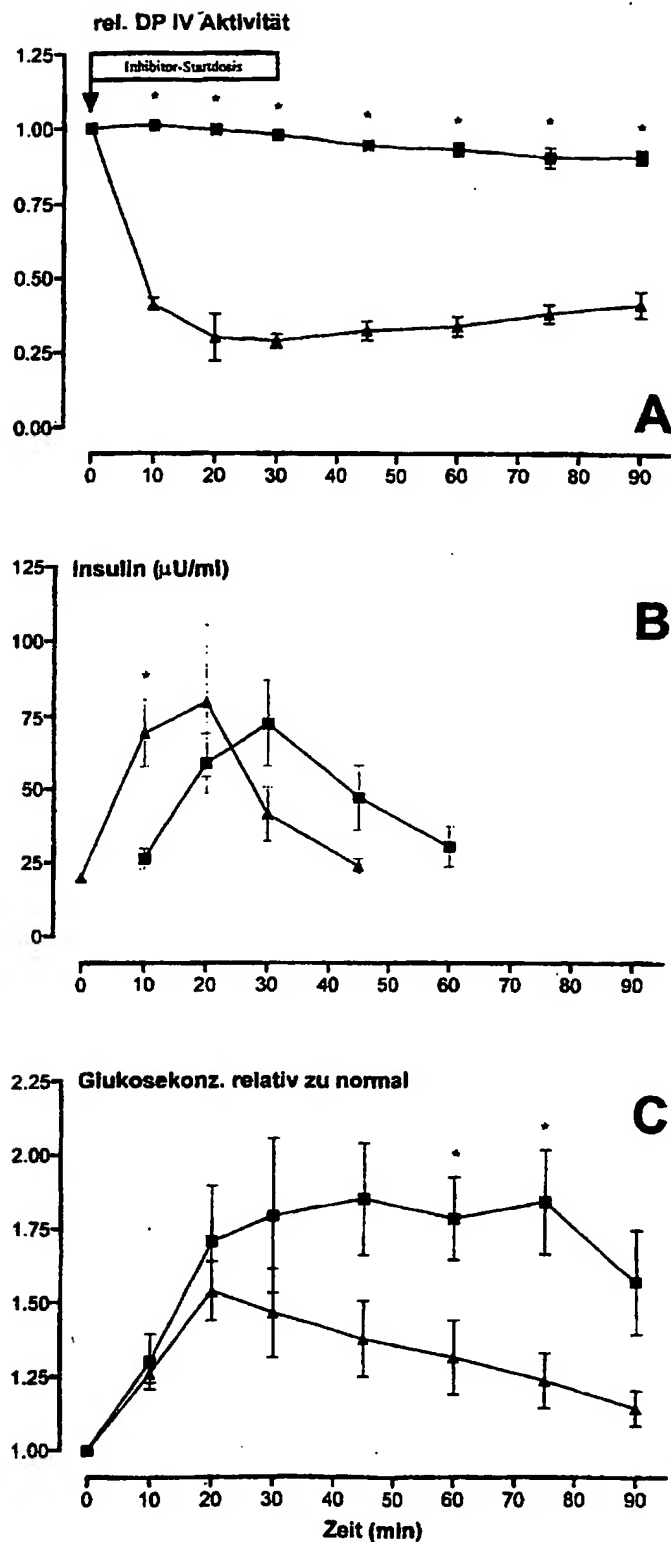 rel. DP IV Aktivität
1.25
Inhibitor-Startdosis
* * * * * * *
1.00
0.75
0.50
0.25
0.00
A
0 10 20 30 40 50 60 70 80 90
125
Insulin (µU/ml)
B
100
*
75
50
25
0
0 10 20 30 40 50 60 70 80 90
2.25
Glukosekonz. relativ zu normal
C
2.00
* *
1.75
1.50
1.25
1.00
0 10 20 30 40 50 60 70 80 90
Zeit (min)